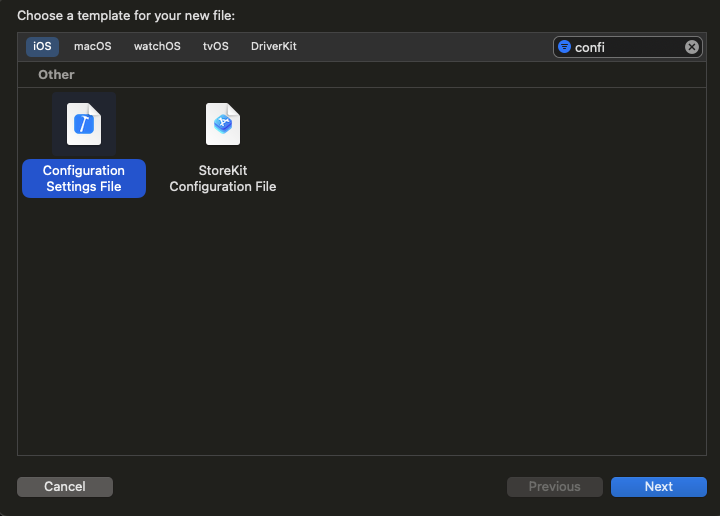 Choose a template for your new file:
iOS macOS watchOS tvOS DriverKit confi
Other
Configuration
Settings File
StoreKit
Configuration File
Cancel Previous Next